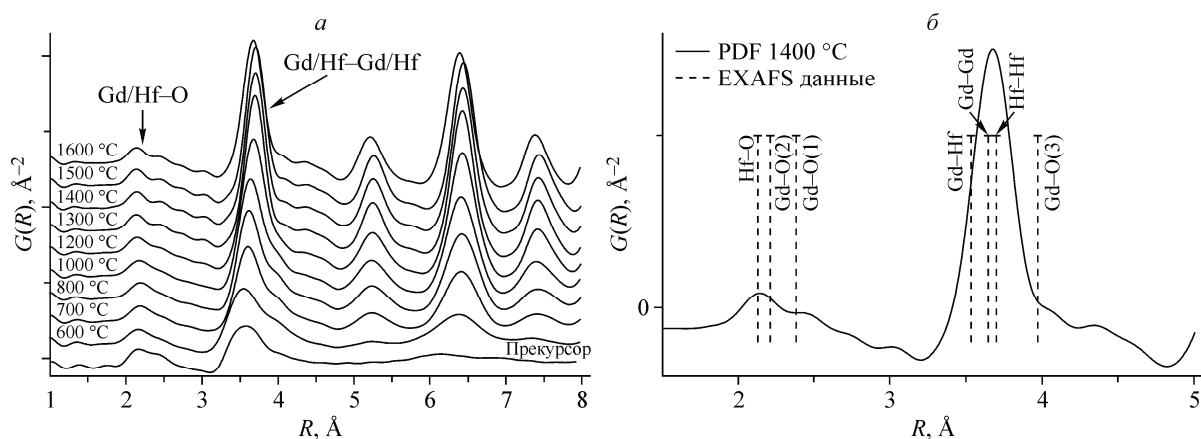 а
G(R), Å⁻²
Gd/Hf–O
Gd/Hf–Gd/Hf
1600 °C
1500 °C
1400 °C
1300 °C
1200 °C
1000 °C
800 °C
700 °C
600 °C
Прекурсор
1 2 3 4 5 6 7 8
R, Å
б
G(R), Å⁻²
PDF 1400 °C
EXAFS данные
Hf–O
Gd–O(2)
Gd–O(1)
Gd–Hf
Gd–Gd
Hf–Hf
Gd–O(3)
0
2 3 4 5
R, Å